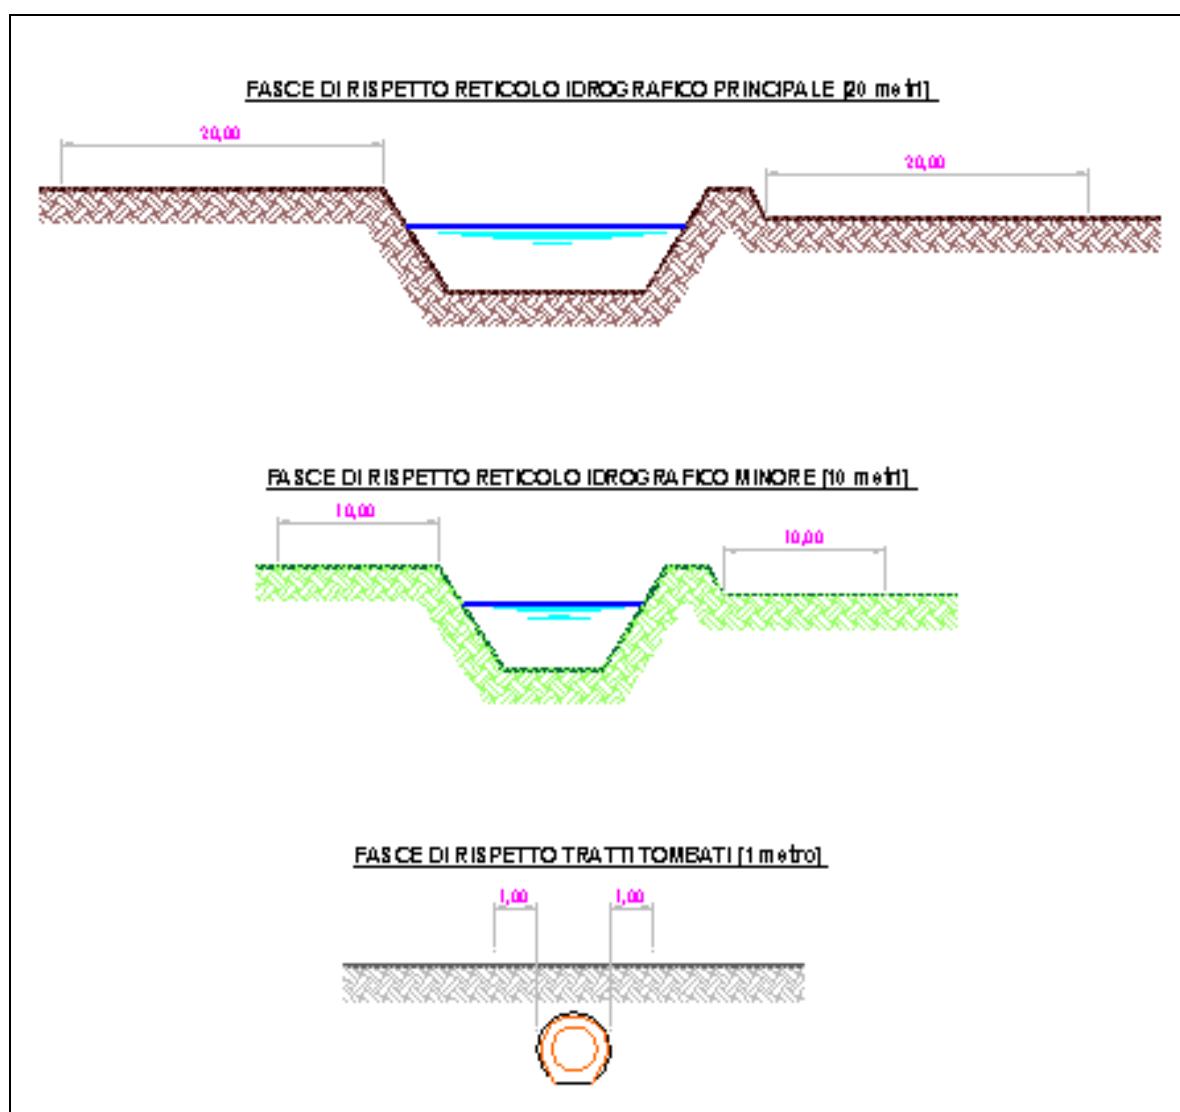 FASCE DI RISPETTO RETICOLO IDROGRAFICO PRINCIPALE [20 metri]
20,00
20,00
FASCE DI RISPETTO RETICOLO IDROGRAFICO MINORE [10 metri]
10,00
10,00
FASCE DI RISPETTO TRATTI TOMBATI [1 metro]
1,00 1,00